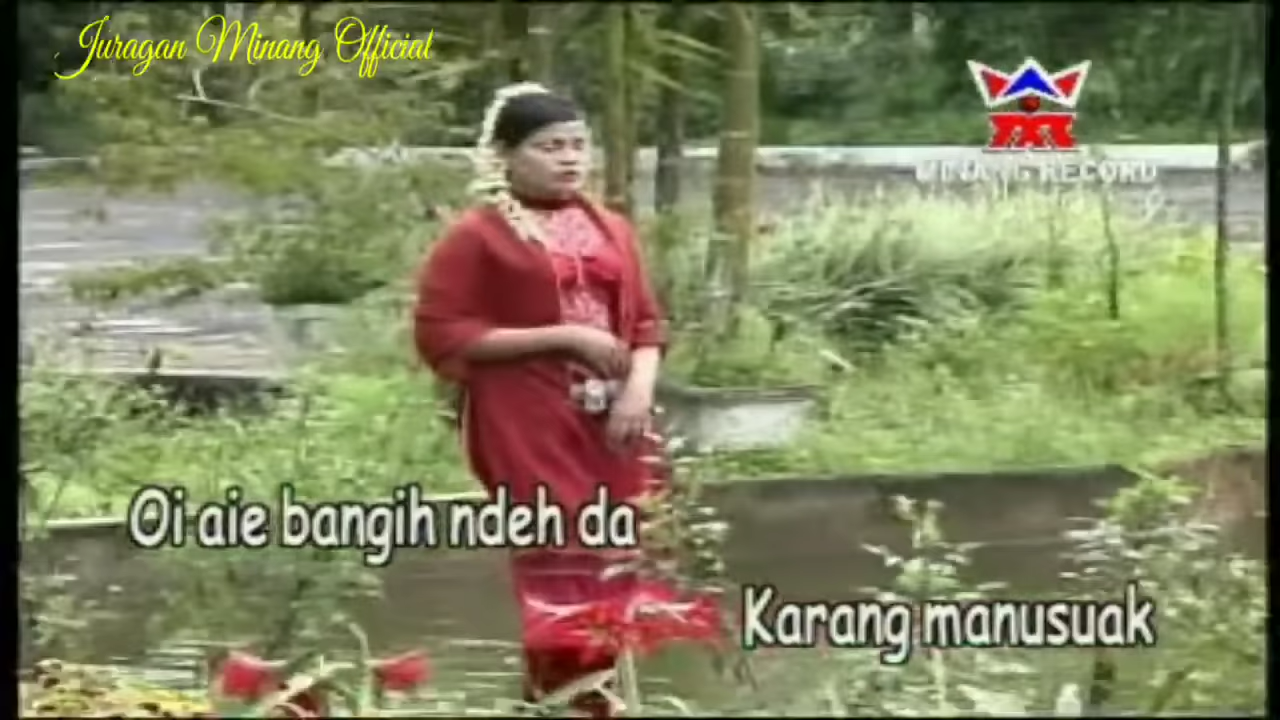 Juragan Minang Official
MINANG RECORD
Oi aie bangih ndeh da
Karang manusuak